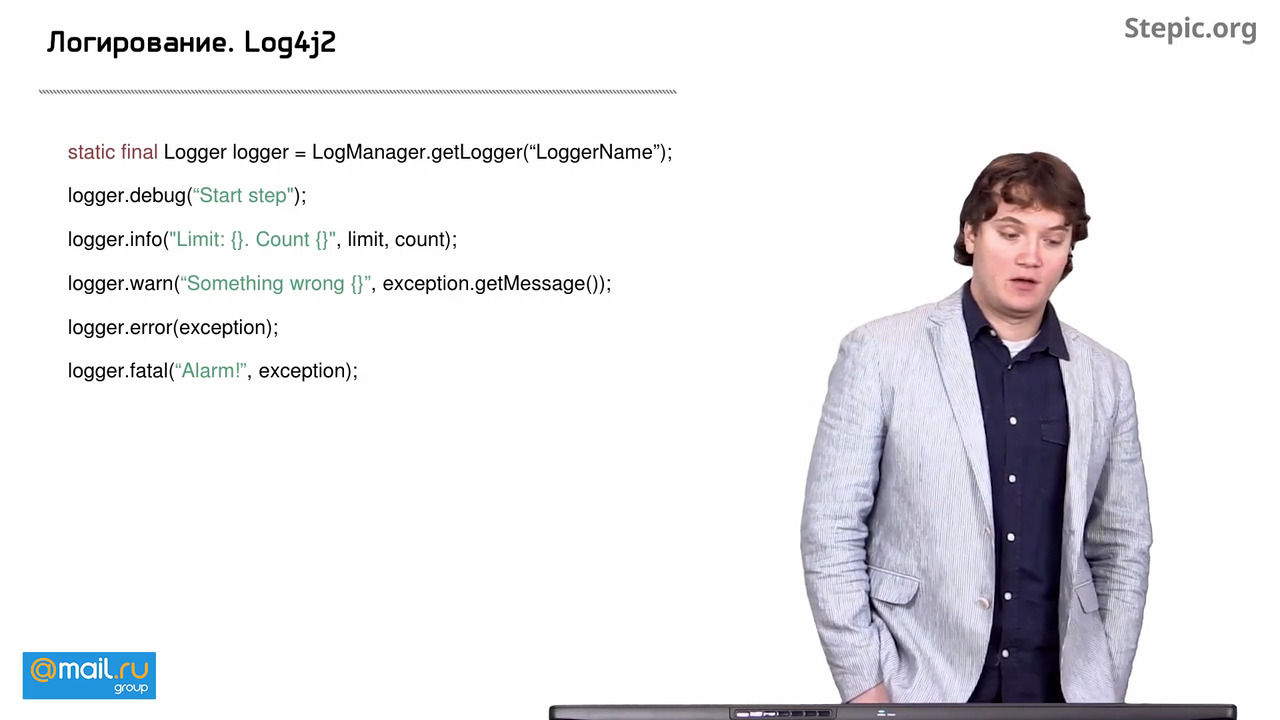 Логирование. Log4j2
Stepic.org
static final Logger logger = LogManager.getLogger(“LoggerName”);
logger.debug(“Start step");
logger.info("Limit: {}. Count {}", limit, count);
logger.warn(“Something wrong {}”, exception.getMessage());
logger.error(exception);
logger.fatal(“Alarm!”, exception);
@mail.ru
group